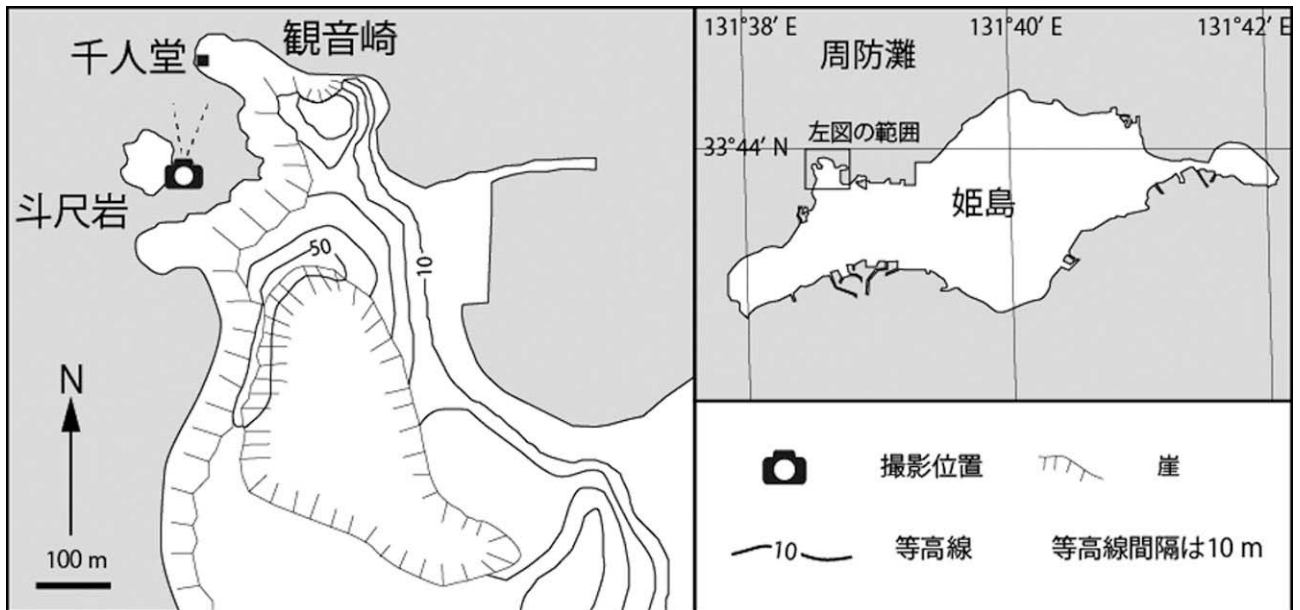 千人堂
観音崎
斗尺岩
50
10
N
100 m
131°38′ E
131°40′ E
131°42′ E
周防灘
左図の範囲
33°44′ N
姫島
撮影位置
崖
10
等高線
等高線間隔は10 m